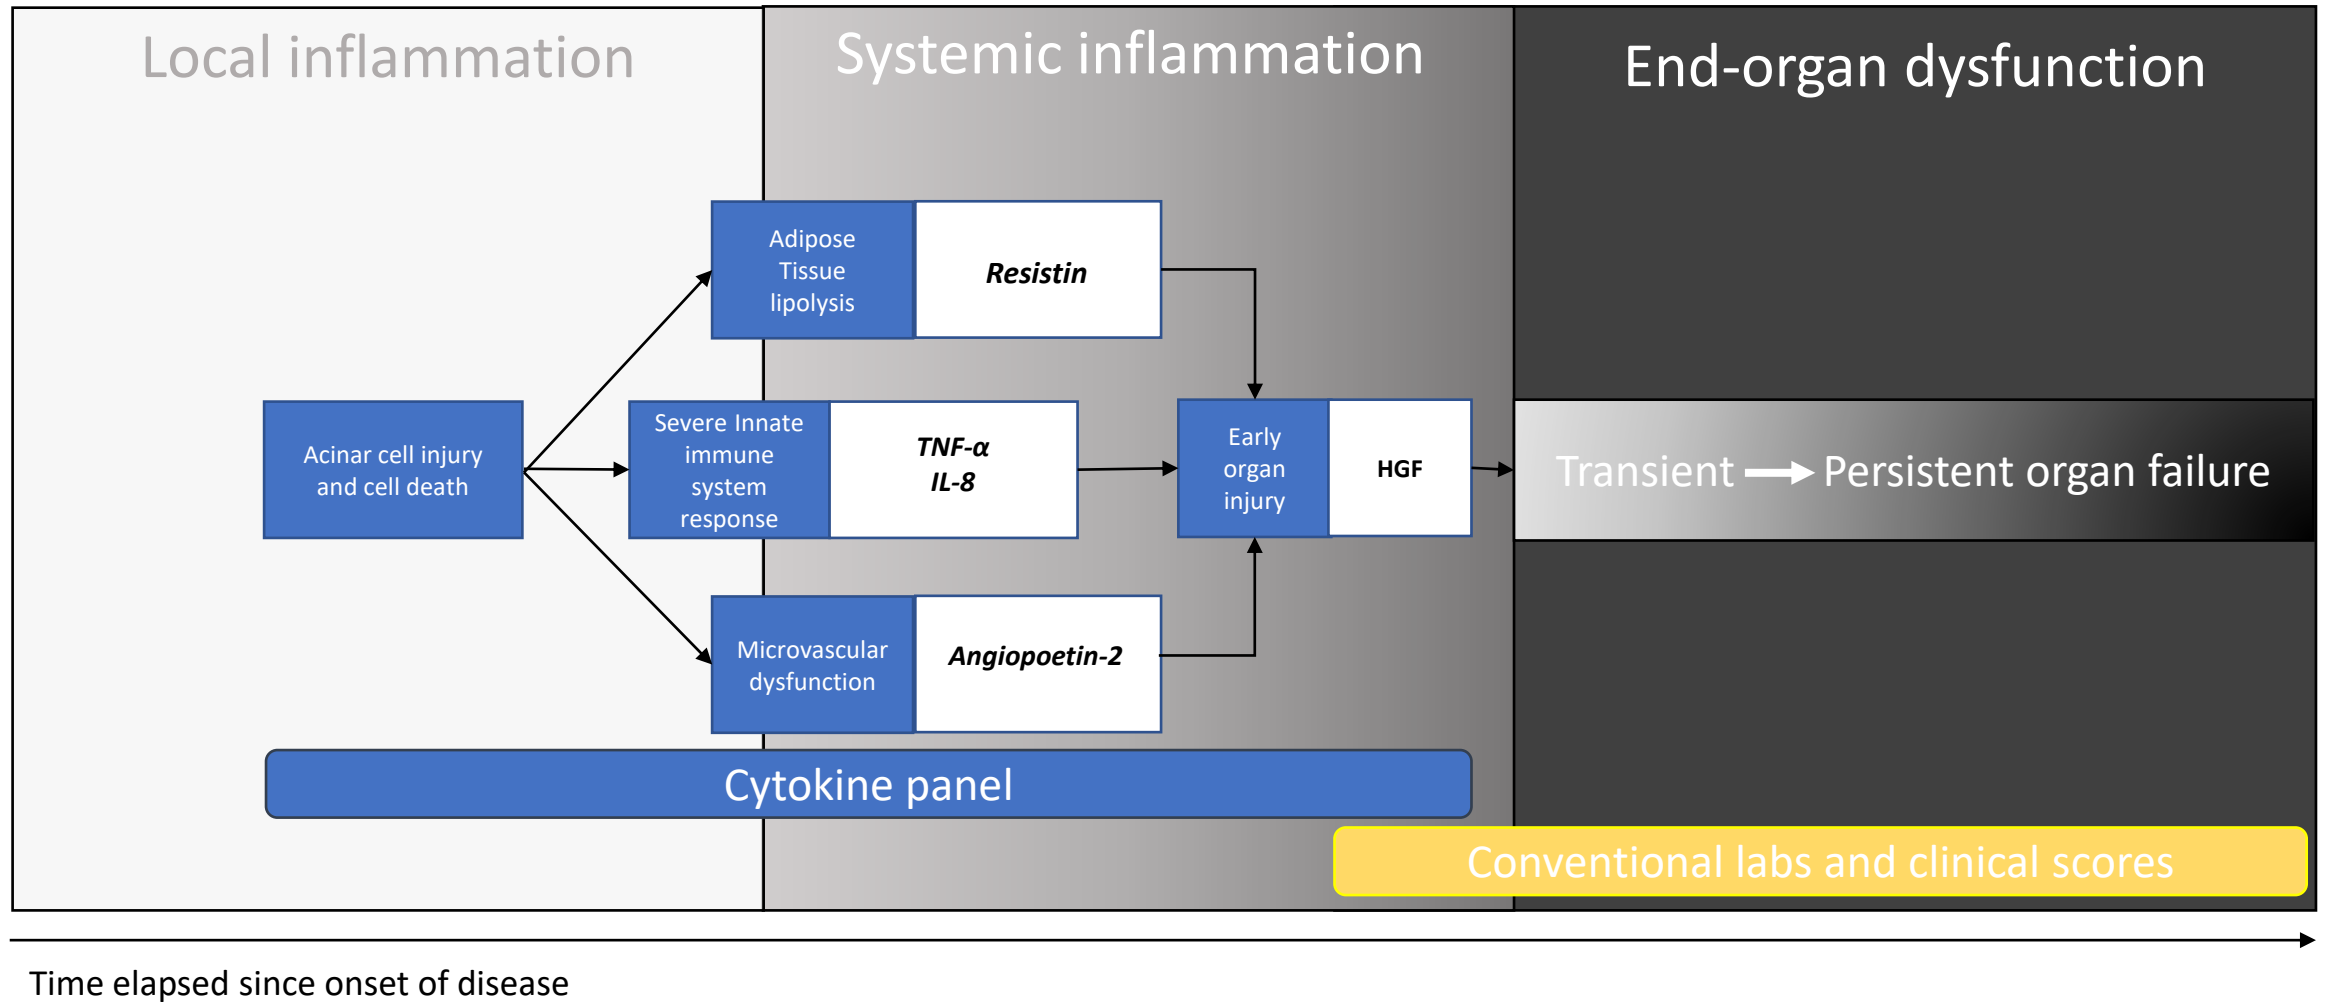 Local inflammation
Systemic inflammation
End-organ dysfunction
Adipose
Tissue
lipolysis
Resistin
Acinar cell injury
and cell death
Severe Innate
immune
system
response
TNF-α
IL-8
Early
organ
injury
HGF
Transient
Persistent organ failure
Microvascular
dysfunction
Angiopoetin-2
Cytokine panel
Conventional labs and clinical scores
Time elapsed since onset of disease